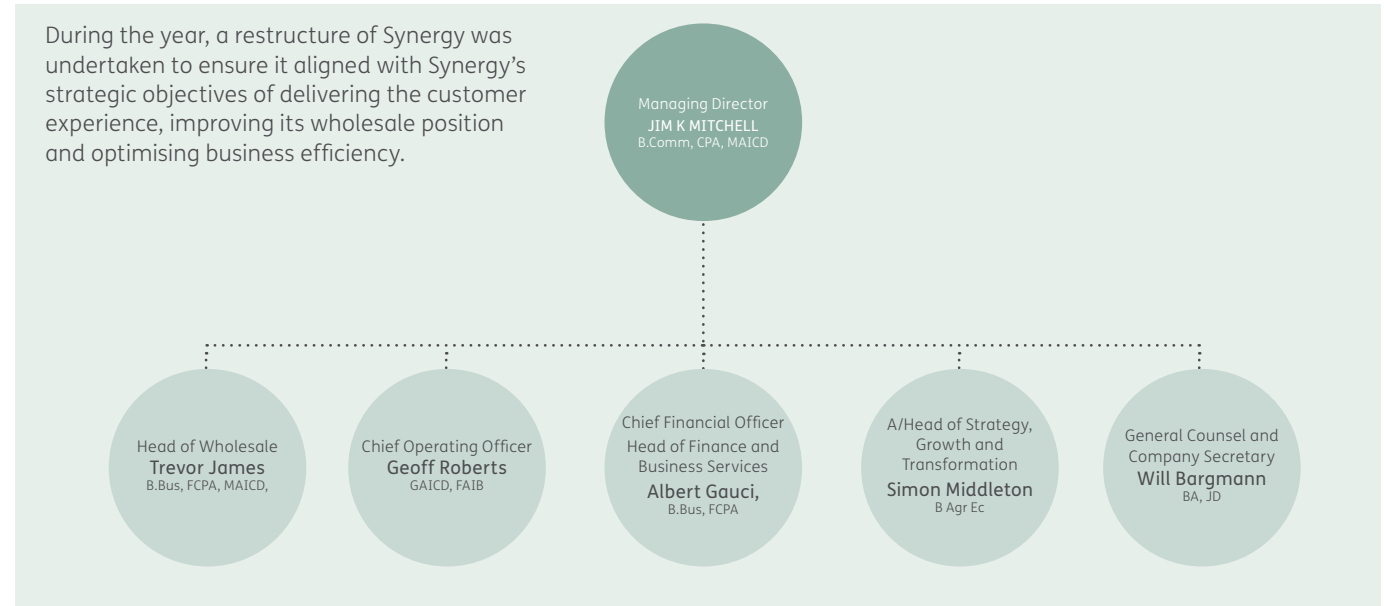 During the year, a restructure of Synergy was
undertaken to ensure it aligned with Synergy’s
strategic objectives of delivering the customer
experience, improving its wholesale position
and optimising business efficiency.
Managing Director
JIM K MITCHELL
B.Comm, CPA, MAICD
Head of Wholesale
Trevor James
B.Bus, FCPA, MAICD,
Chief Operating Officer
Geoff Roberts
GAICD, FAIB
Chief Financial Officer
Head of Finance and
Business Services
Albert Gauci,
B.Bus, FCPA
A/Head of Strategy,
Growth and
Transformation
Simon Middleton
B Agr Ec
General Counsel and
Company Secretary
Will Bargmann
BA, JD